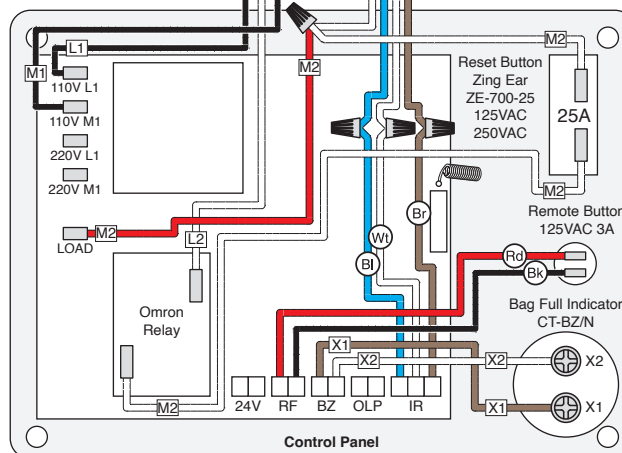 L1
M1
M2
M2
110V L1
110V M1
220V L1
220V M1
Reset Button
Zing Ear
ZE-700-25
125VAC
250VAC
25A
M2
Remote Button
125VAC 3A
LOAD
M2
L2
Br
Wt
Bl
Rd
Bk
Omron
Relay
Bag Full Indicator
CT-BZ/N
X1
X2
X2
X2
X1
X1
M2
24V
RF
BZ
OLP
IR
Control Panel